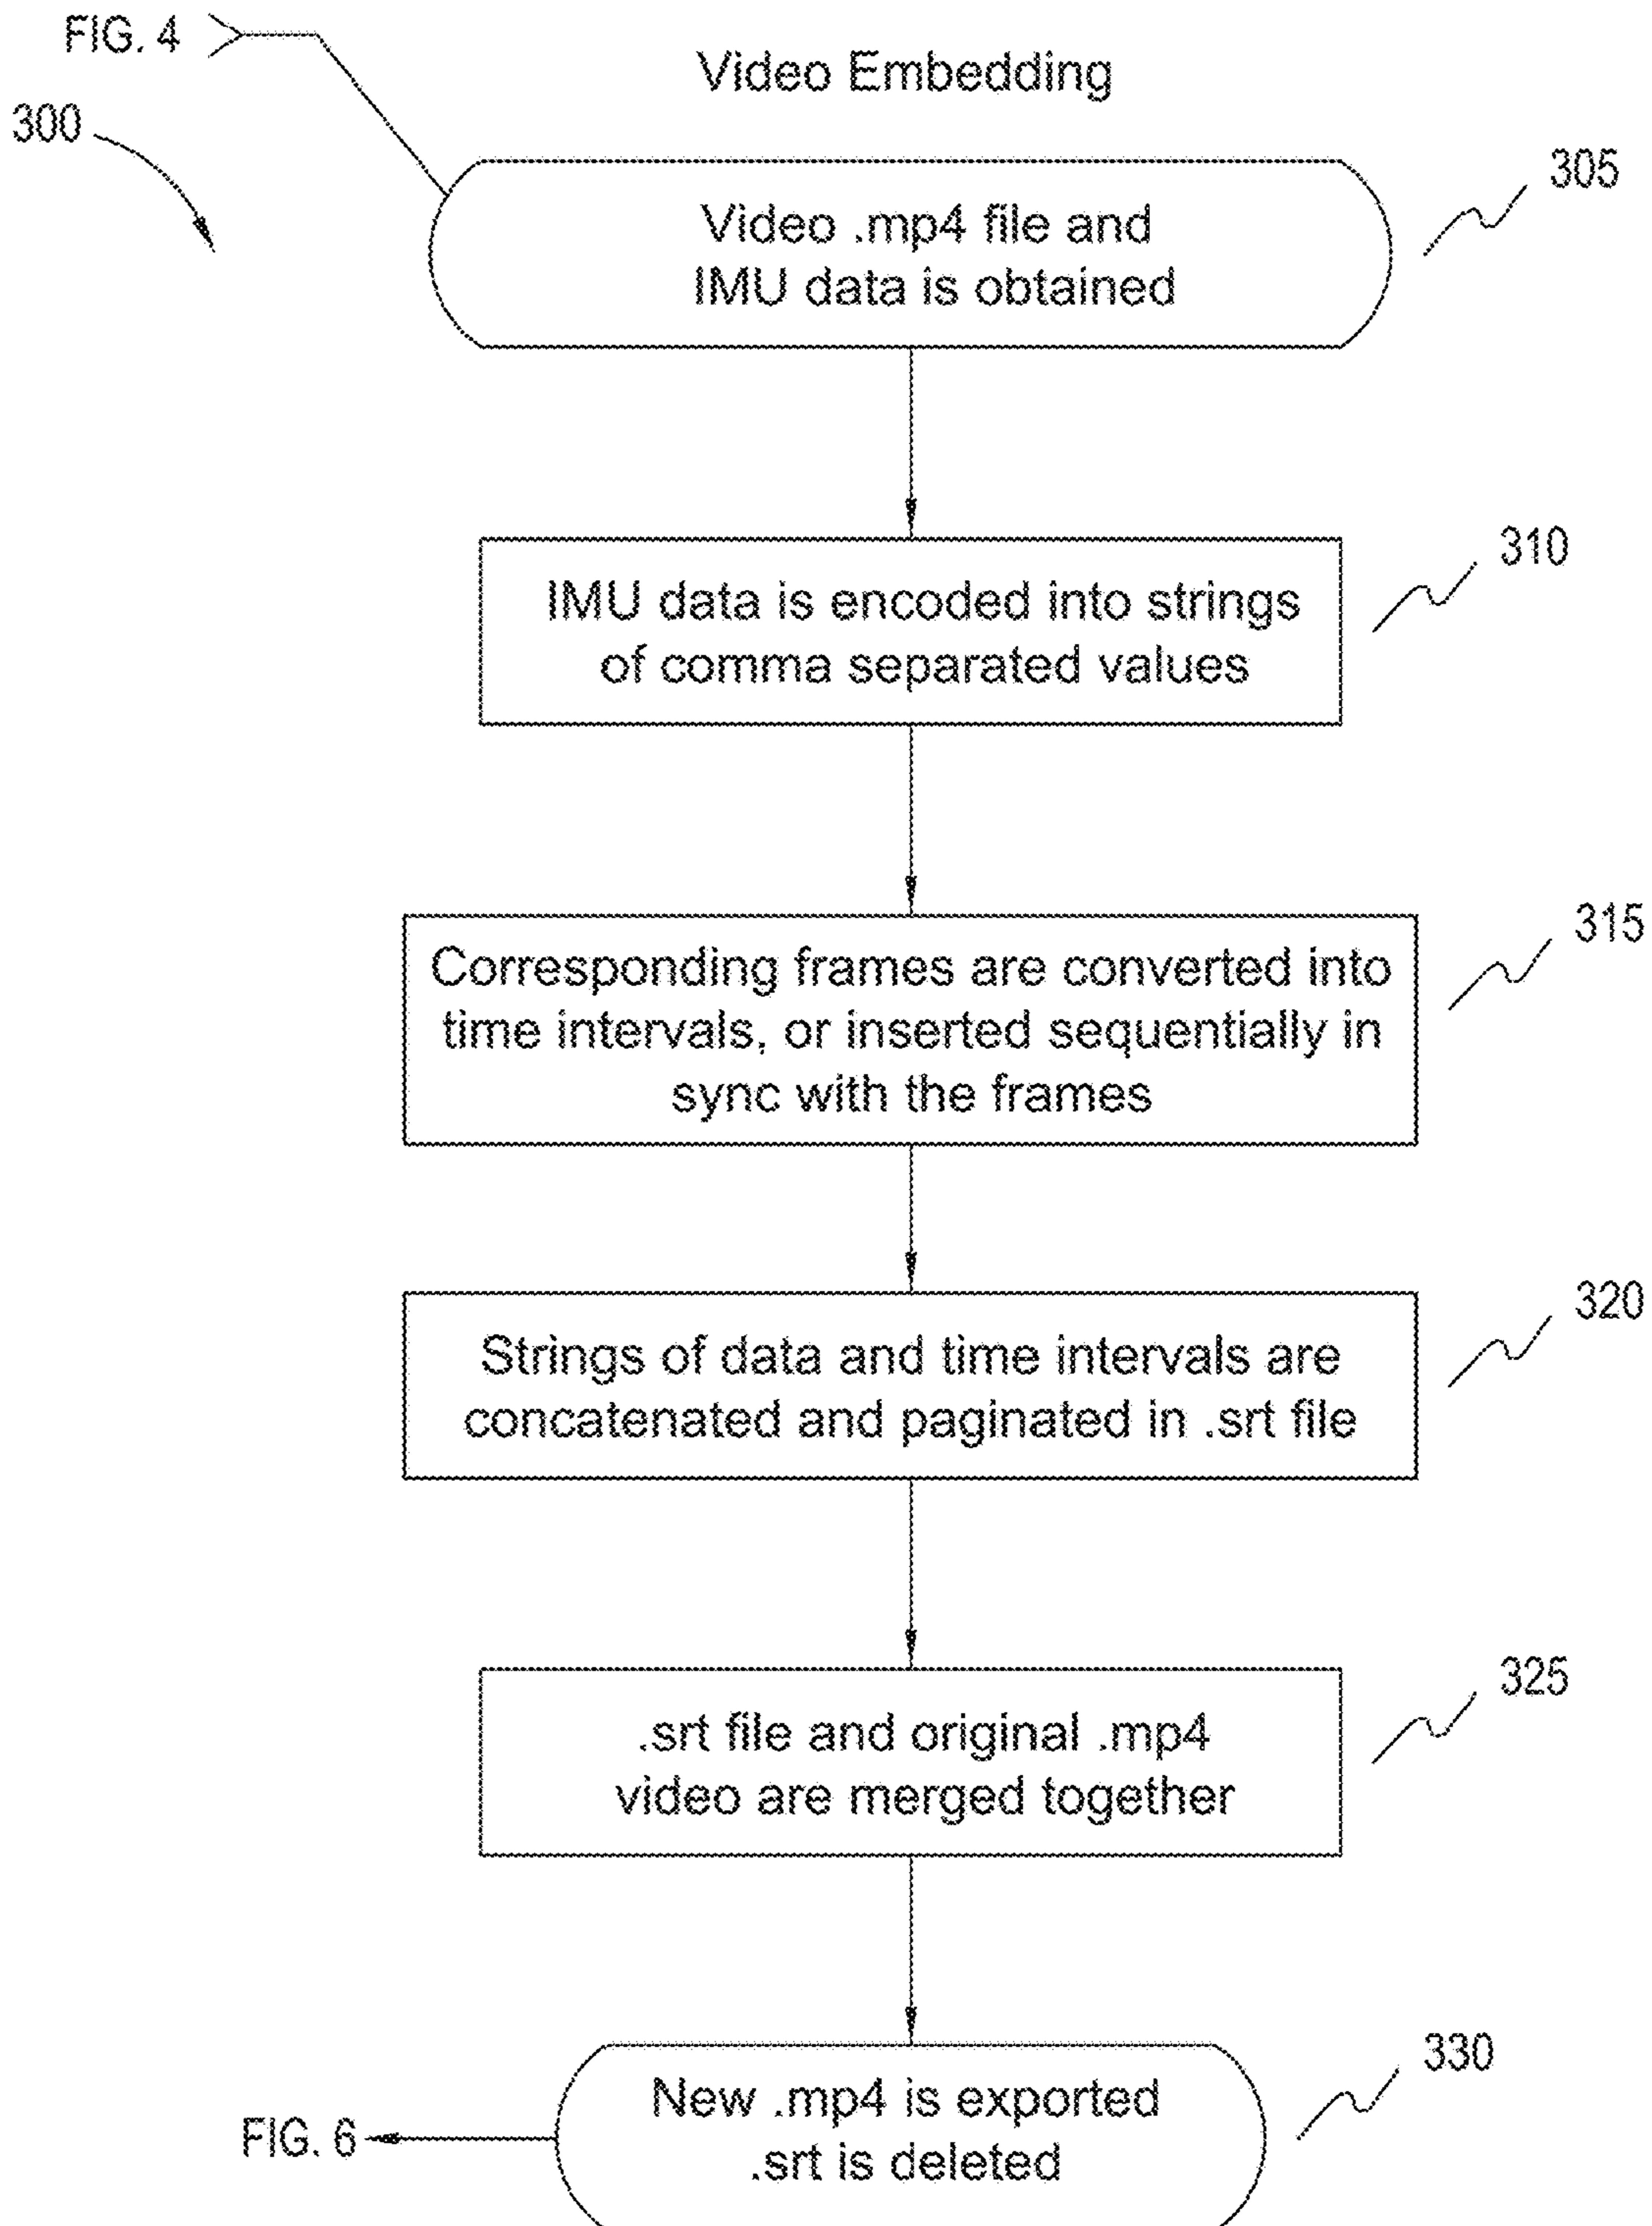 FIG. 4
Video Embedding
300
305
Video .mp4 file and
IMU data is obtained
310
IMU data is encoded into strings
of comma separated values
315
Corresponding frames are converted into
time intervals, or inserted sequentially in
sync with the frames
320
Strings of data and time intervals are
concatenated and paginated in .srt file
325
.srt file and original .mp4
video are merged together
330
New .mp4 is exported
.srt is deleted
FIG. 6